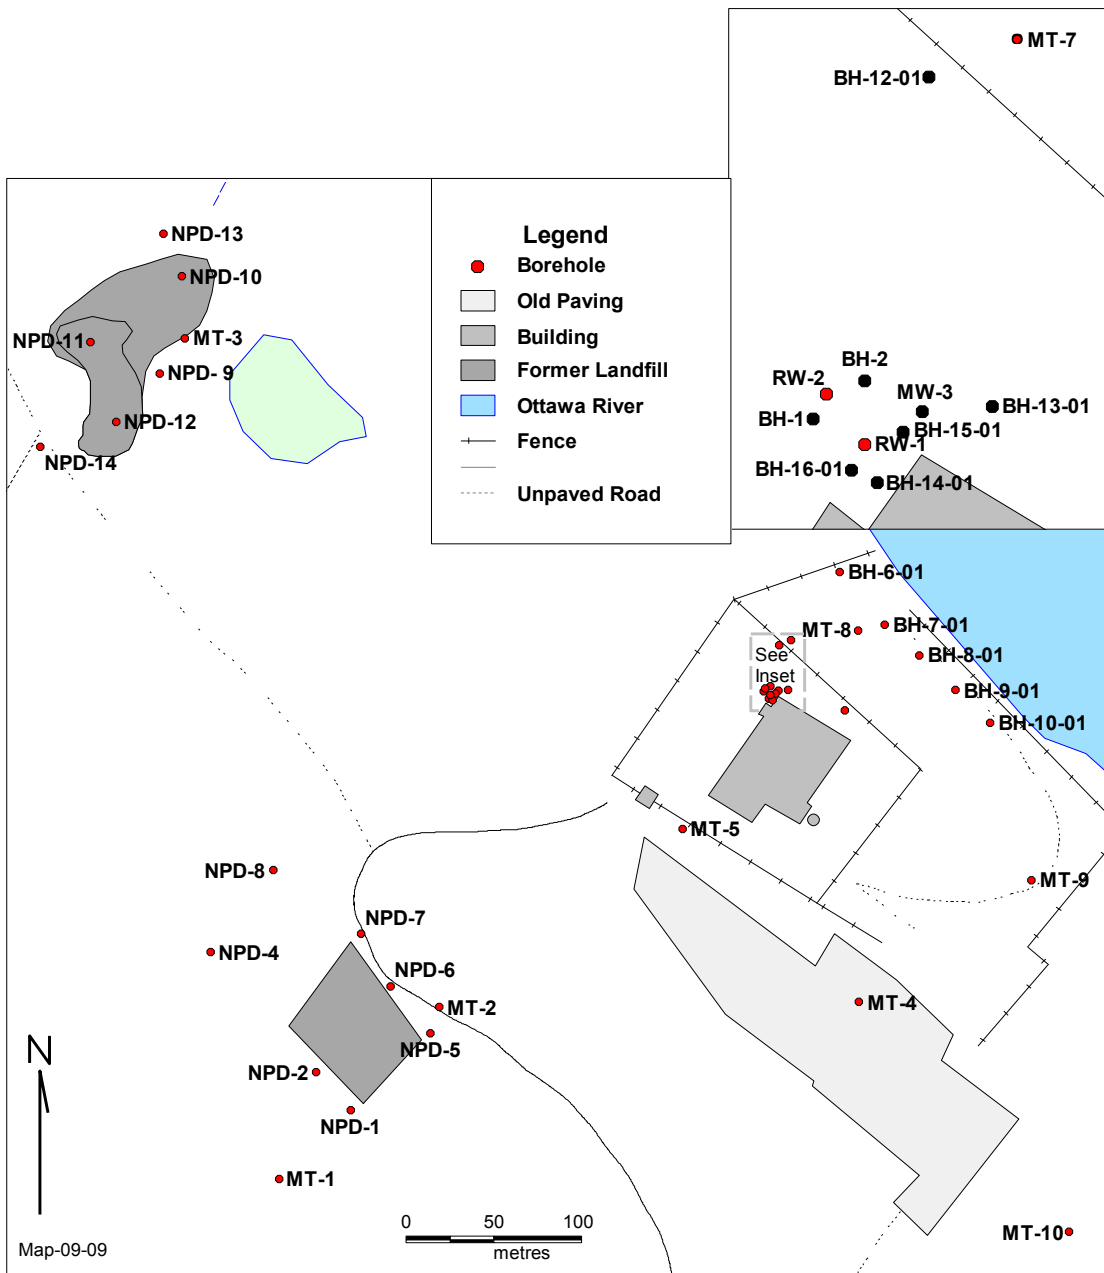 MT-7
BH-12-01
NPD-13
NPD-10
NPD-11
MT-3
NPD- 9
NPD-12
NPD-14
Legend
Borehole
Old Paving
Building
Former Landfill
Ottawa River
Fence
Unpaved Road
BH-2
RW-2
MW-3
BH-13-01
BH-1
BH-15-01
RW-1
BH-16-01
BH-14-01
BH-6-01
MT-8
BH-7-01
See
Inset
BH-8-01
BH-9-01
BH-10-01
MT-5
NPD-8
MT-9
NPD-7
NPD-4
NPD-6
MT-2
MT-4
NPD-5
N
NPD-2
NPD-1
MT-1
0 50 100
metres
MT-10
Map-09-09